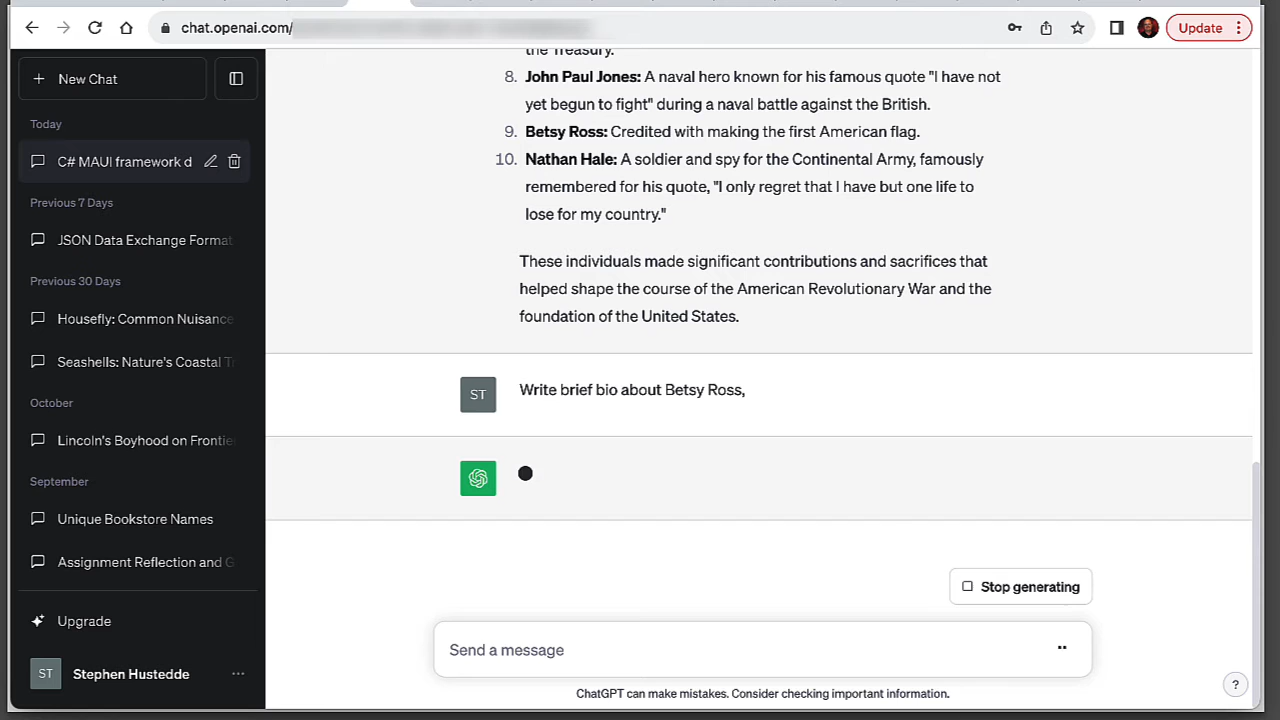 chat.openai.com/
Update
New Chat
Today
C# MAUI framework d
Previous 7 Days
JSON Data Exchange Format
Previous 30 Days
Housefly: Common Nuisance
Seashells: Nature's Coastal T
October
Lincoln's Boyhood on Frontie
September
Unique Bookstore Names
Assignment Reflection and G
Upgrade
ST
Stephen Hustedde
the Treasury.
8. John Paul Jones: A naval hero known for his famous quote "I have not
yet begun to fight" during a naval battle against the British.
9. Betsy Ross: Credited with making the first American flag.
10. Nathan Hale: A soldier and spy for the Continental Army, famously
remembered for his quote, "I only regret that I have but one life to
lose for my country."
These individuals made significant contributions and sacrifices that
helped shape the course of the American Revolutionary War and the
foundation of the United States.
ST
Write brief bio about Betsy Ross,
Stop generating
Send a message
ChatGPT can make mistakes. Consider checking important information.
?